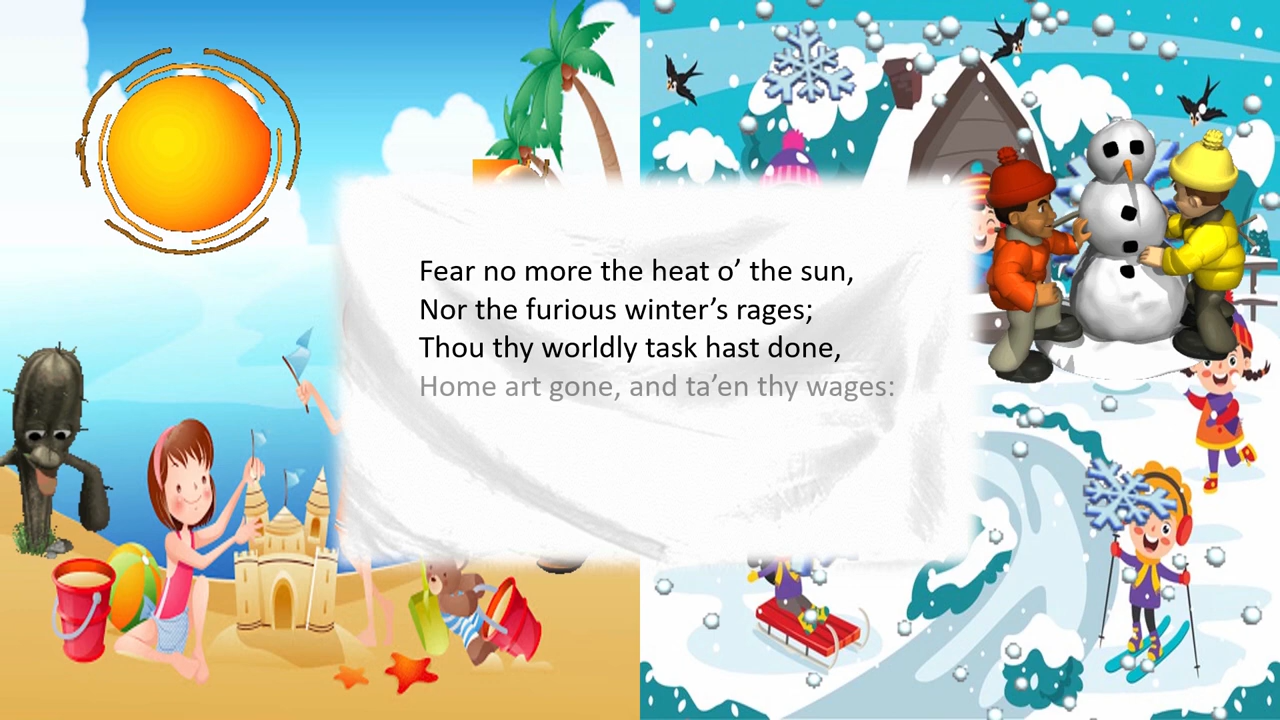 Fear no more the heat o’ the sun,
Nor the furious winter’s rages;
Thou thy worldly task hast done,
Home art gone, and ta’en thy wages: